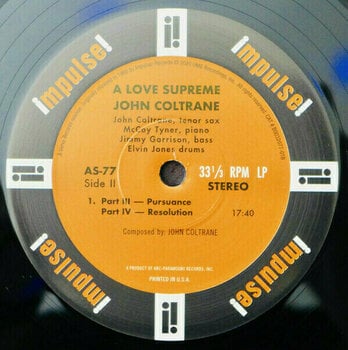 impulse!
A LOVE SUPREME
JOHN COLTRANE
John Coltrane, tenor sax
McCoy Tyner, piano
Jimmy Garrison, bass
Elvin Jones drums
AS-77
Side II
33 1/3 RPM LP
STEREO
1. Part III — Pursuance
Part IV — Resolution 17:40
Composed by: JOHN COLTRANE
A PRODUCT OF ABC-PARAMOUNT RECORDS, INC.
PRINTED IN U.S.A.
impulse!
impulse!
impulse!
i!
i!
i!
i!